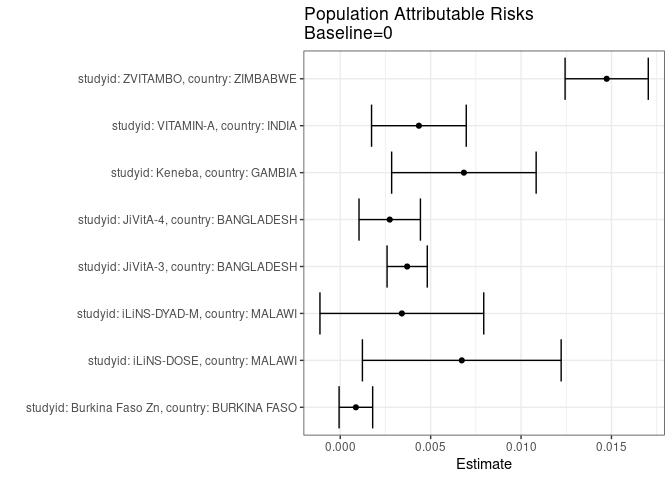 Population Attributable Risks
Baseline=0
studyid: ZVITAMBO, country: ZIMBABWE
studyid: VITAMIN-A, country: INDIA
studyid: Keneba, country: GAMBIA
studyid: JiVitA-4, country: BANGLADESH
studyid: JiVitA-3, country: BANGLADESH
studyid: iLiNS-DYAD-M, country: MALAWI
studyid: iLiNS-DOSE, country: MALAWI
studyid: Burkina Faso Zn, country: BURKINA FASO
0.000 0.005 0.010 0.015
Estimate